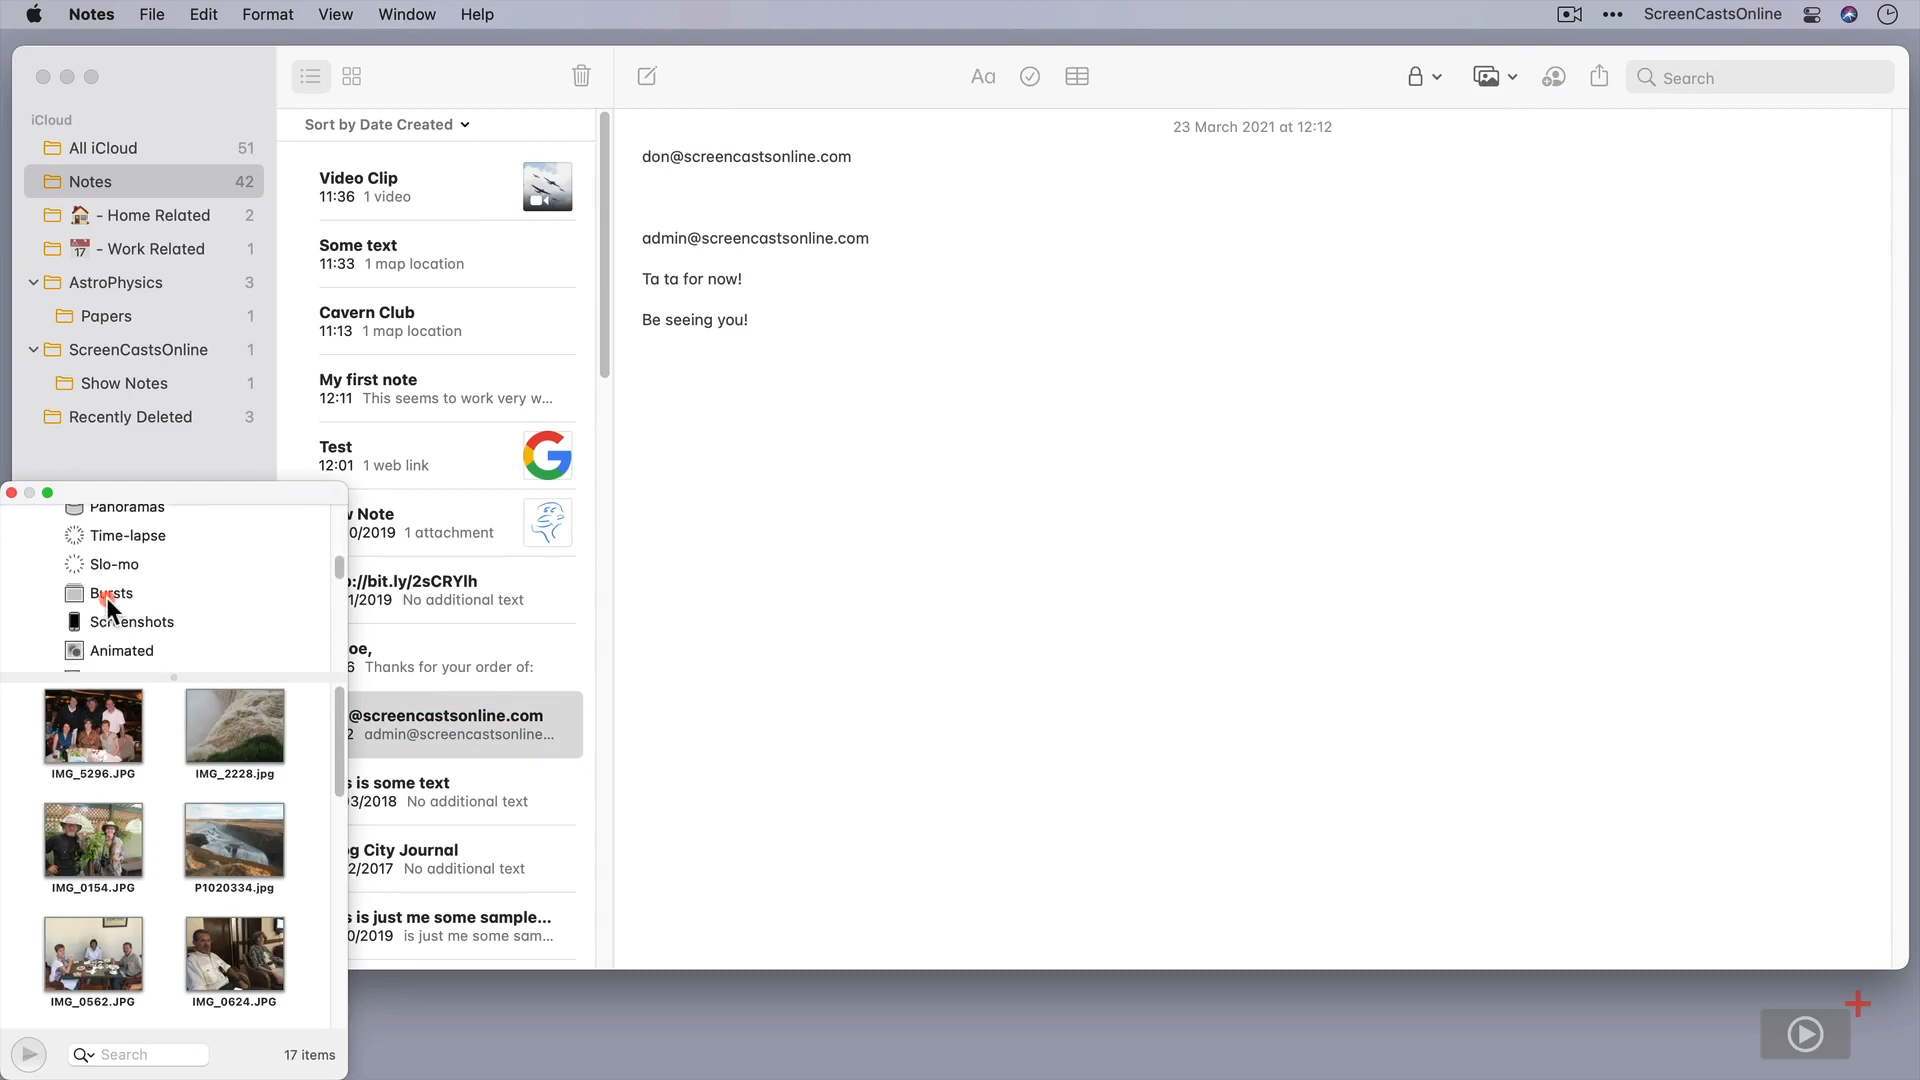 Notes File Edit Format View Window Help
ScreenCastsOnline
Search
iCloud
All iCloud 51
Notes 42
- Home Related 2
17 - Work Related 1
AstroPhysics 3
Papers 1
ScreenCastsOnline 1
Show Notes 1
Recently Deleted 3
Sort by Date Created
Video Clip
11:36 1 video
Some text
11:33 1 map location
Cavern Club
11:13 1 map location
My first note
12:11 This seems to work very w...
Test
12:01 1 web link
Note
0/2019 1 attachment
://bit.ly/2sCRYlh
1/2019 No additional text
oe,
6 Thanks for your order of:
@screencastsonline.com
2 admin@screencastsonline...
is some text
3/2018 No additional text
g City Journal
2/2017 No additional text
is just me some sample...
0/2019 is just me some sam...
23 March 2021 at 12:12
don@screencastsonline.com
admin@screencastsonline.com
Ta ta for now!
Be seeing you!
Panoramas
Time-lapse
Slo-mo
Bursts
Screenshots
Animated
IMG_5296.JPG IMG_2228.jpg
IMG_0154.JPG P1020334.jpg
IMG_0562.JPG IMG_0624.JPG
Search
17 items